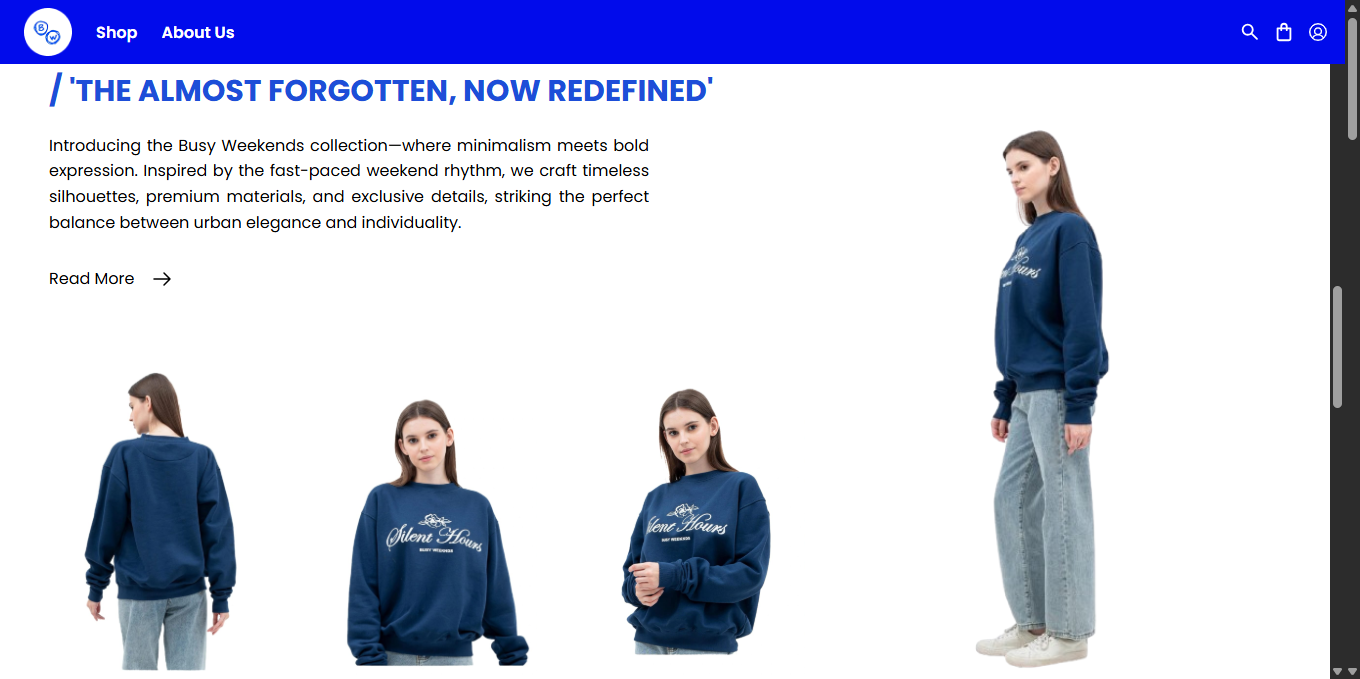 B
W
Shop
About Us
/ 'THE ALMOST FORGOTTEN, NOW REDEFINED'
Introducing the Busy Weekends collection—where minimalism meets bold
expression. Inspired by the fast-paced weekend rhythm, we craft timeless
silhouettes, premium materials, and exclusive details, striking the perfect
balance between urban elegance and individuality.
Read More
ours
Silent Hours
BUSY WEEKENDS
ilent Hours
BUSY WEEKENDS